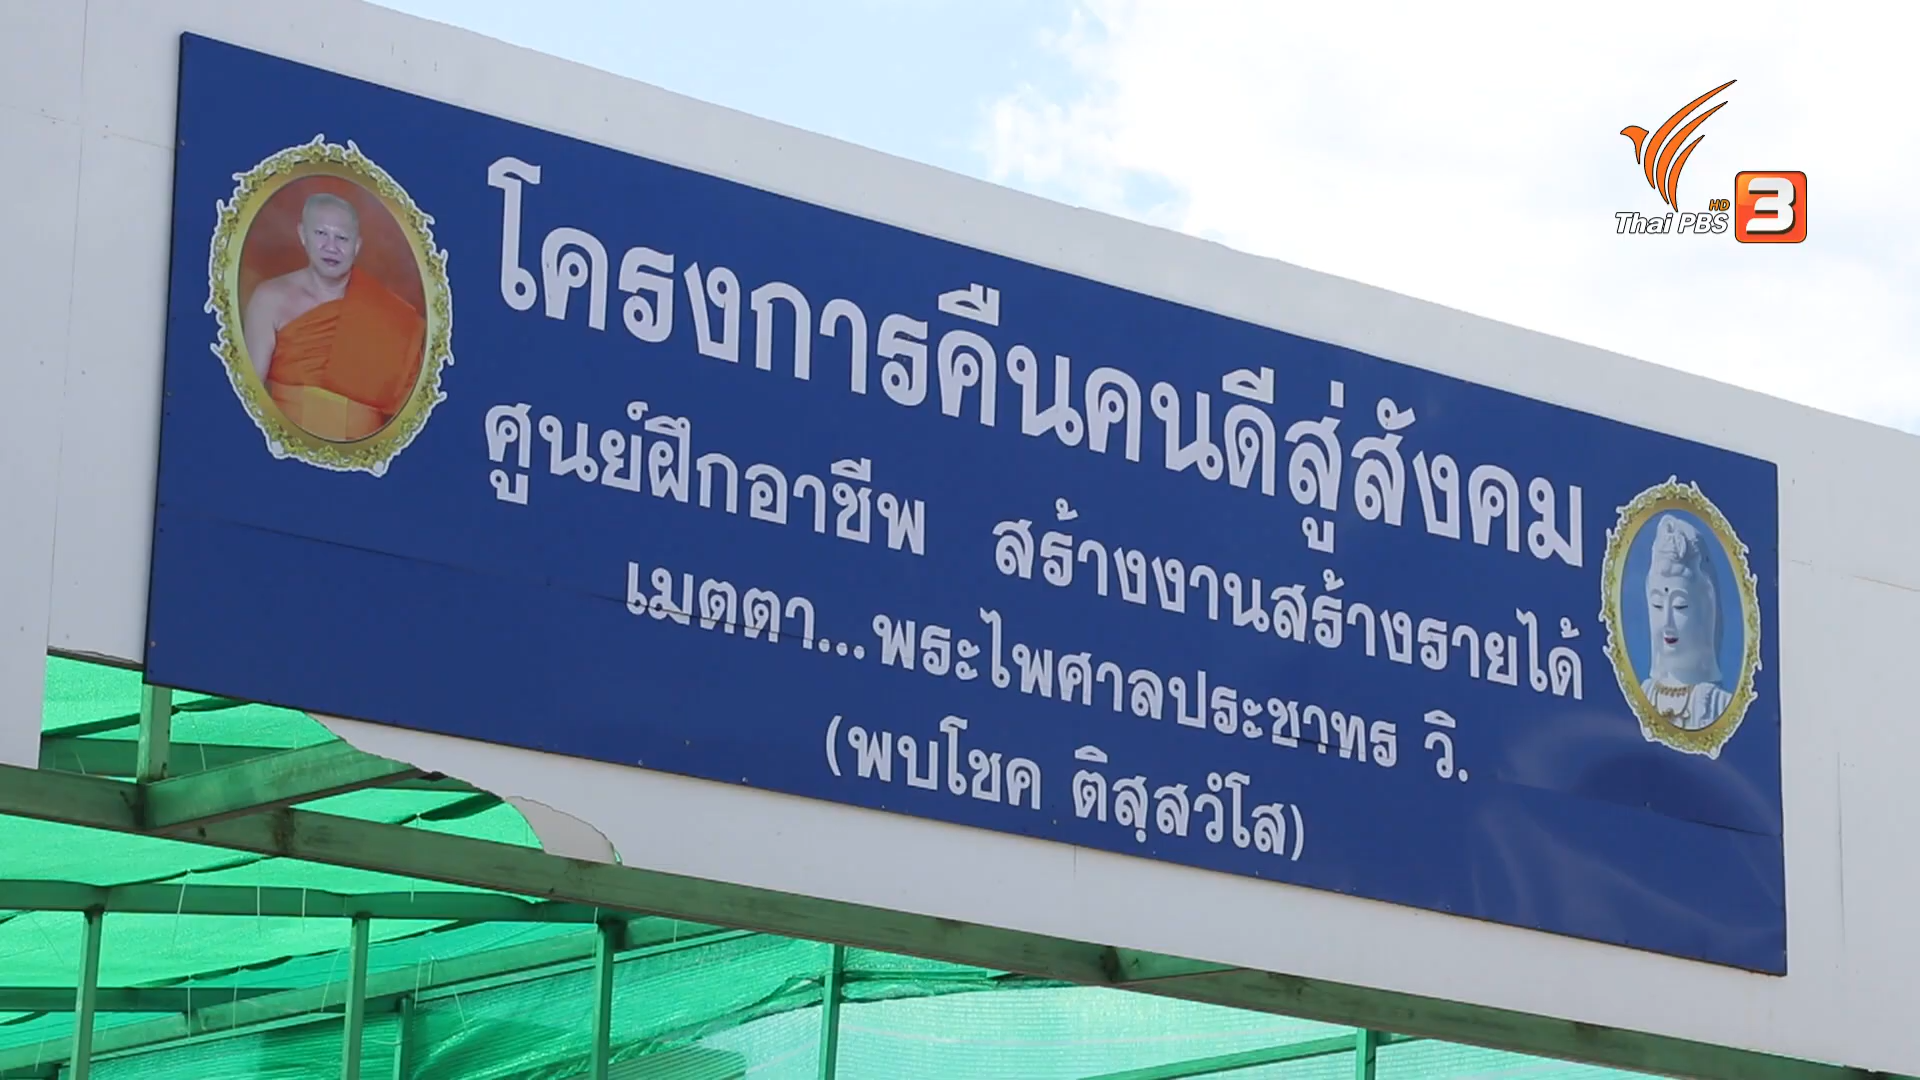 โครงการคืนคนดีสู่สังคม
ศูนย์ฝึกอาชีพ สร้างงานสร้างรายได้
เมตตา...พระไพศาลประชาทร วิ.
(พบโชค ติสฺสวํโส)
Thai PBS HD 3